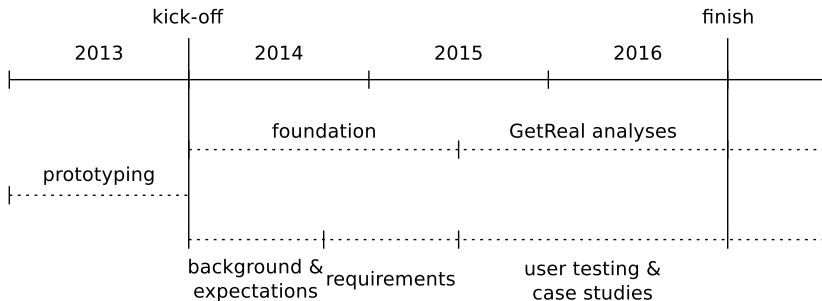 kick-off finish
2013 2014 2015 2016
foundation GetReal analyses
prototyping
background &
expectations
requirements
user testing &
case studies